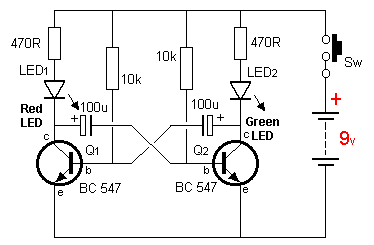 470R
10k
10k
470R
LED1
LED2
Sw
Red
LED
100u
+
100u
+
Green
LED
+
9v
c
Q1
Q2
c
b
b
BC 547
BC 547
e
e